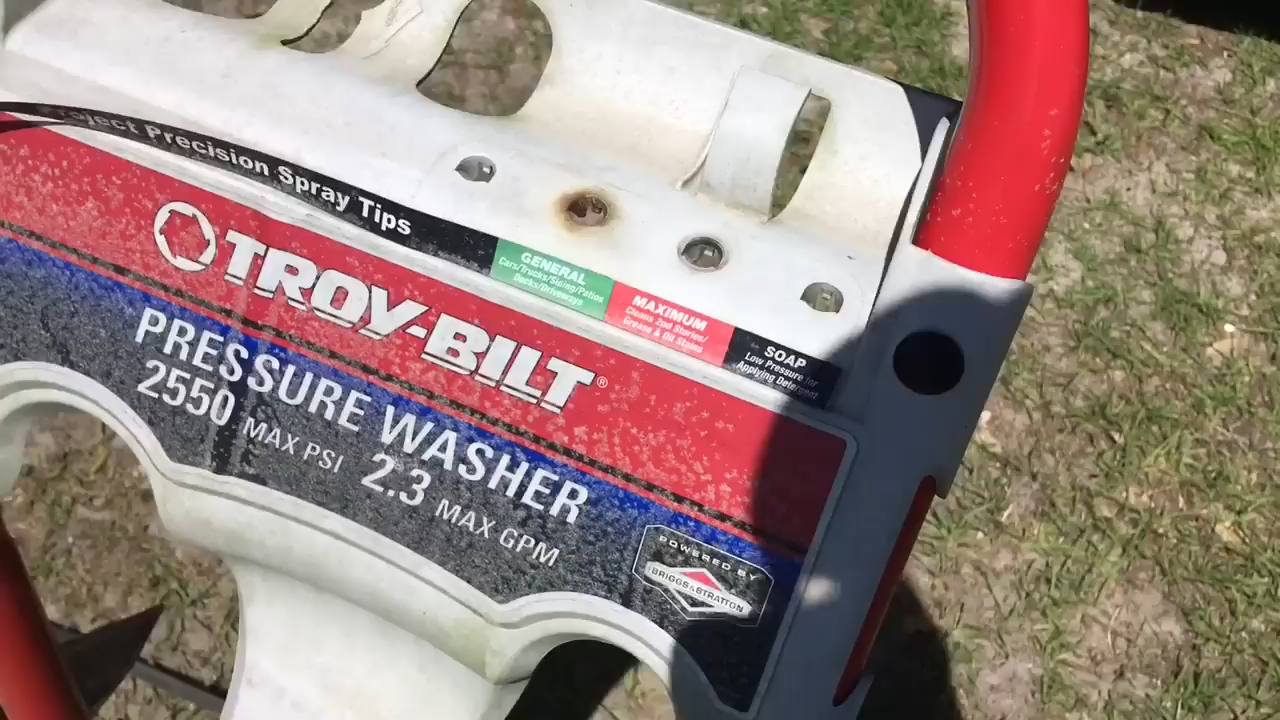 Project Precision Spray Tips
GENERAL
Cars/Trucks/Siding/Patios
Decks/Driveways
MAXIMUM
Cleans 2nd Stories/
Grease & Oil Stains
SOAP
Low Pressure for
Applying Detergent
TROY-BILT®
PRESSURE WASHER
2550 MAX PSI 2.3 MAX GPM
POWERED BY
BRIGGS&STRATTON